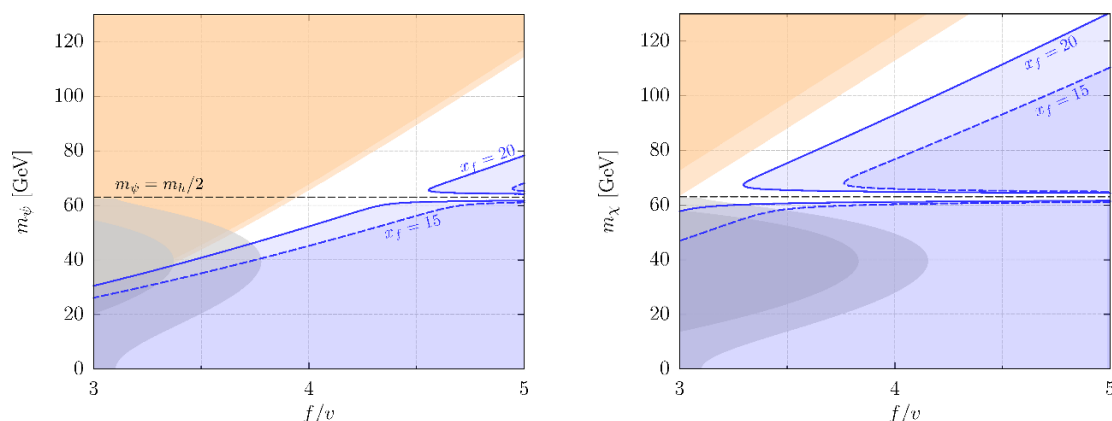 120
100
80
60
40
20
0
m_ψ [GeV]
x_f = 20
m_ψ = m_h/2
x_f = 15
3
4
5
f/v
120
100
80
60
40
20
0
m_χ [GeV]
x_f = 20
x_f = 15
3
4
5
f/v